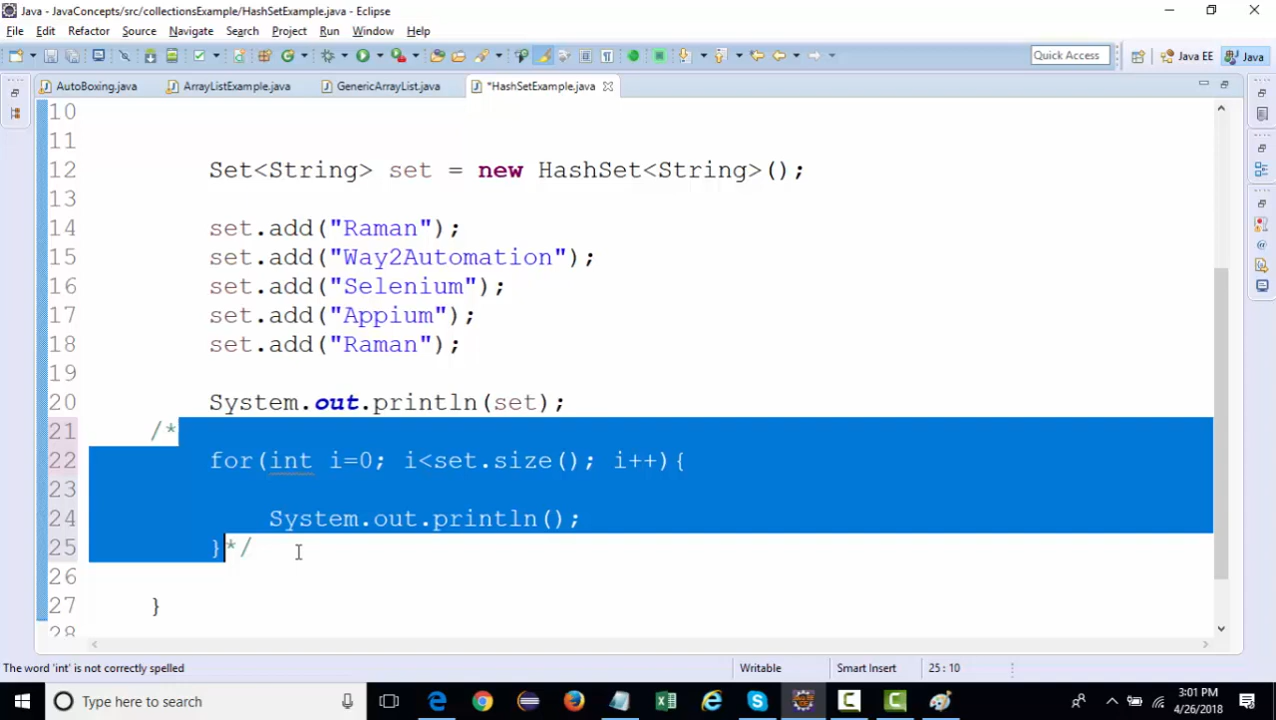 Java - JavaConcepts/src/collectionsExample/HashSetExample.java - Eclipse
File Edit Refactor Source Navigate Search Project Run Window Help
Quick Access Java EE Java
AutoBoxing.java ArrayListExample.java GenericArrayList.java *HashSetExample.java
10
11
12 Set<String> set = new HashSet<String>();
13
14 set.add("Raman");
15 set.add("Way2Automation");
16 set.add("Selenium");
17 set.add("Appium");
18 set.add("Raman");
19
20 System.out.println(set);
21 /*
22 for(int i=0; i<set.size(); i++){
23
24 System.out.println();
25 }*/
26
27 }
28
The word 'int' is not correctly spelled Writable Smart Insert 25 : 10
Type here to search 3:01 PM
4/26/2018